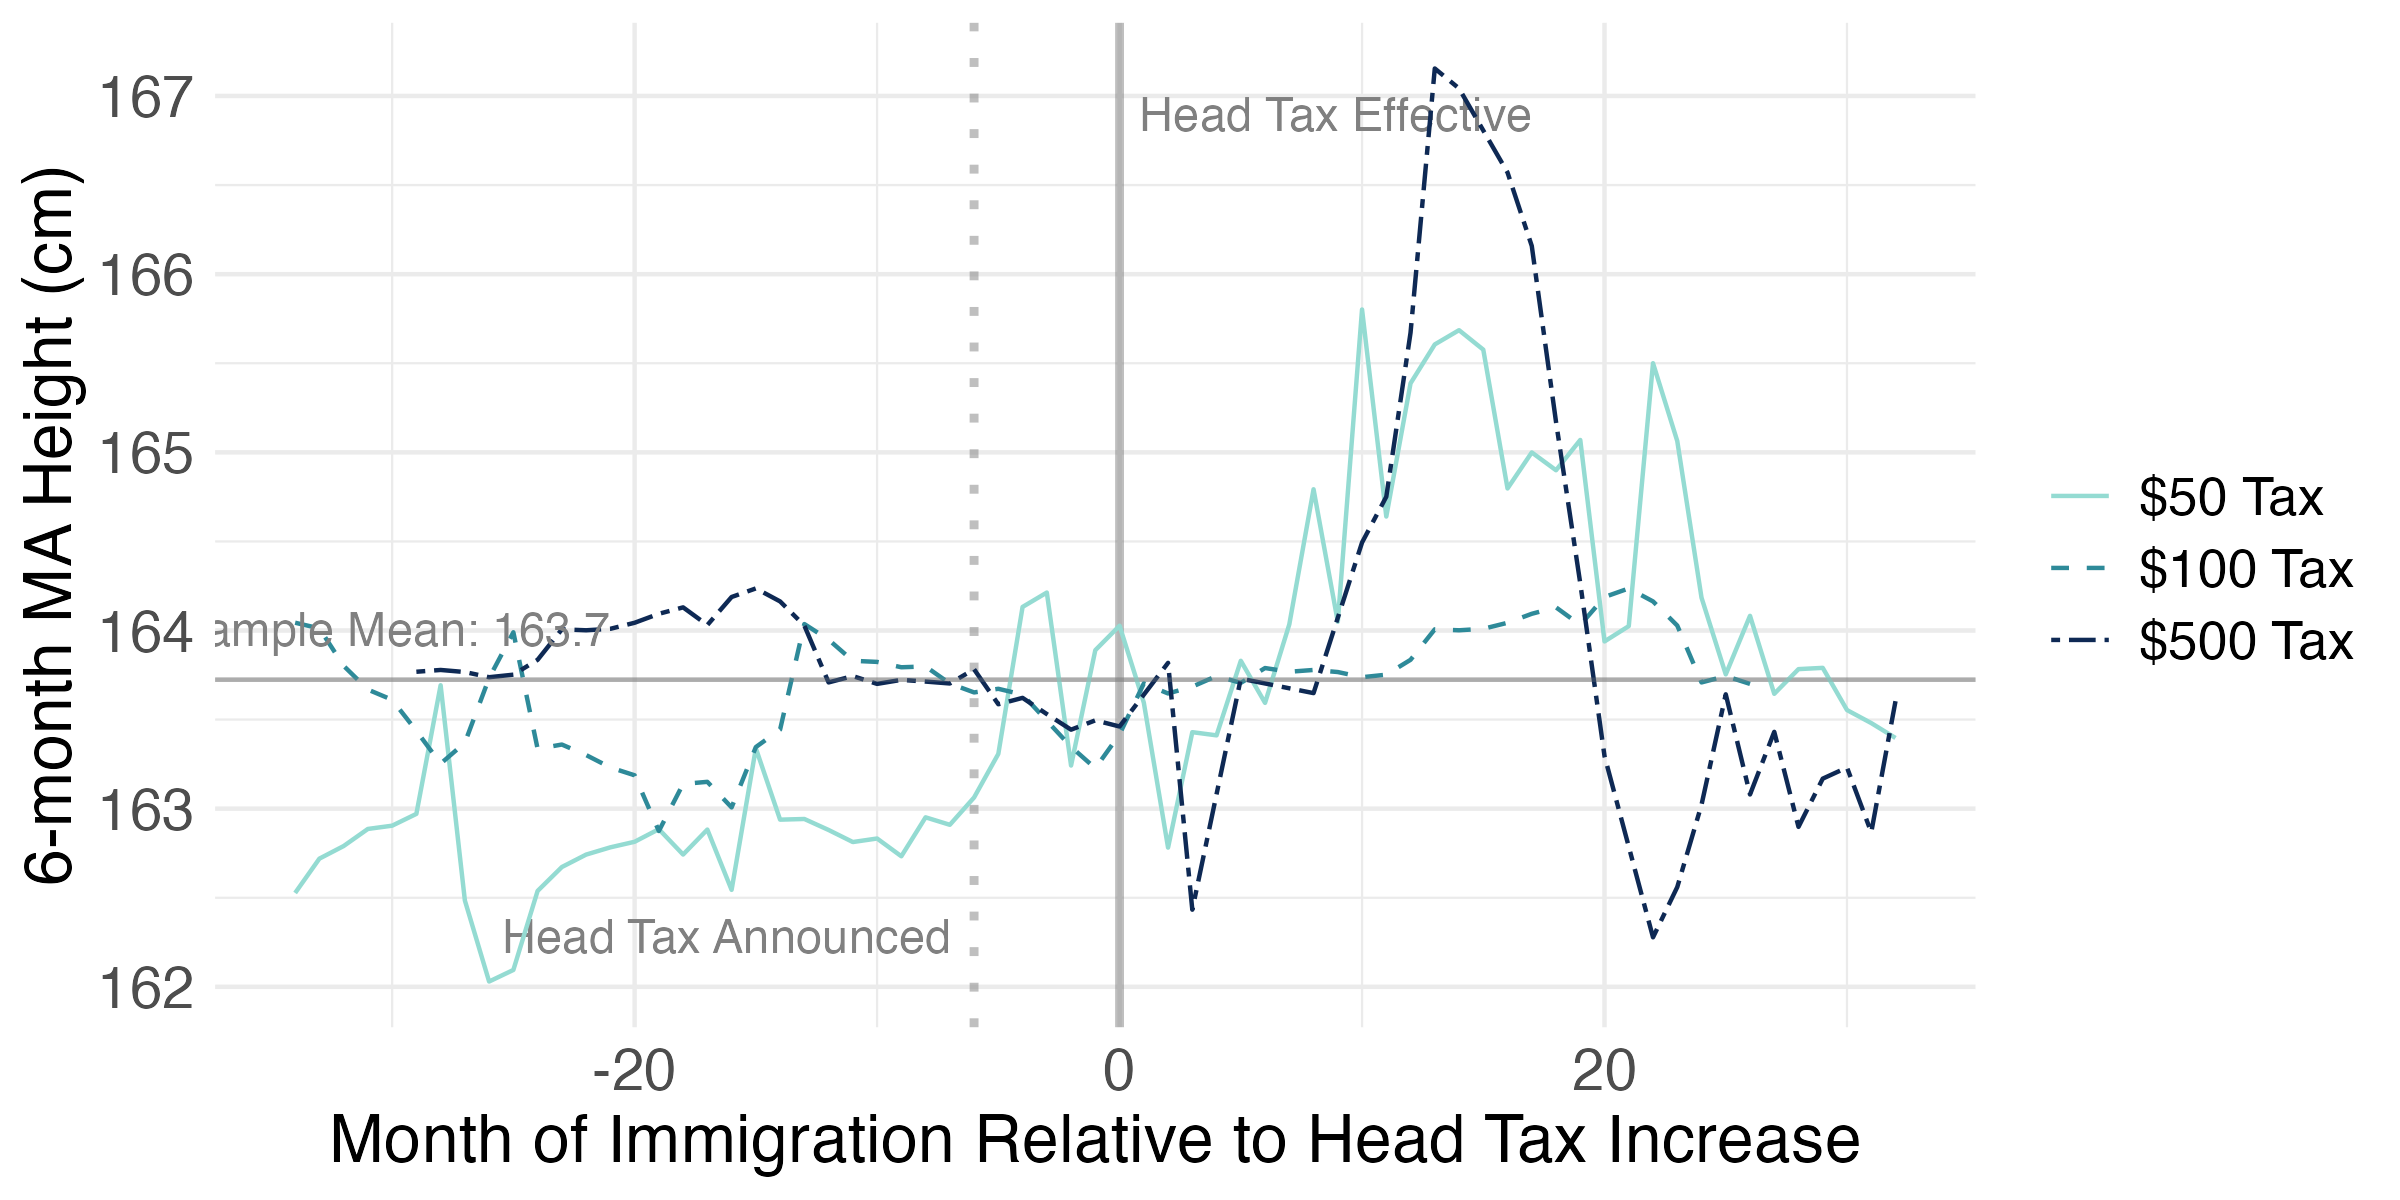 167
166
165
164
163
162
6-month MA Height (cm)
Head Tax Effective
ample Mean: 163.7
Head Tax Announced
-20
0
20
Month of Immigration Relative to Head Tax Increase
$50 Tax
$100 Tax
$500 Tax